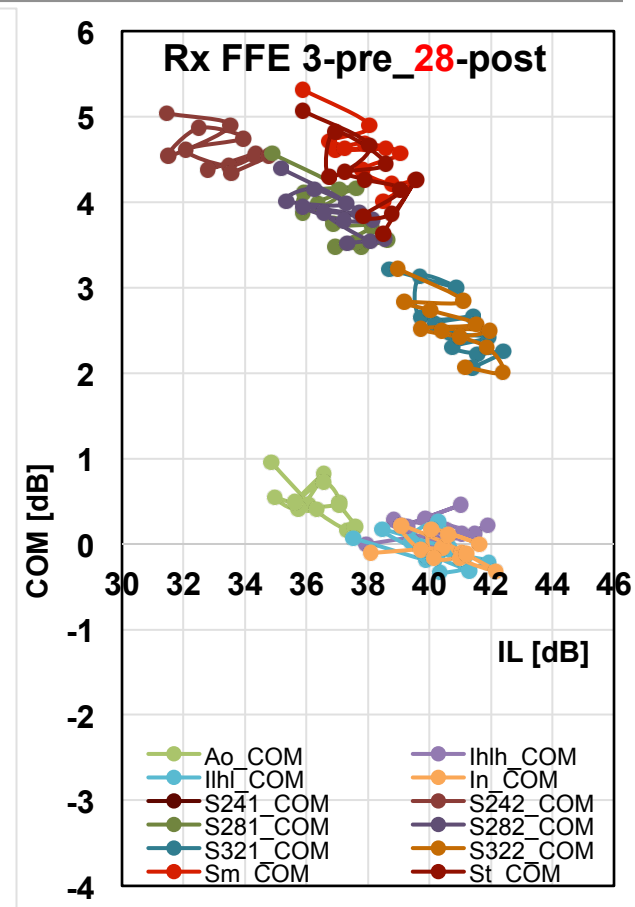 Rx FFE 3-pre_28-post
6
5
4
3
2
1
0
-1
-2
-3
-4
COM [dB]
30 32 34 36 38 40 42 44 46
IL [dB]
Ao_COM Ihlh_COM
Ilhl_COM In_COM
S241_COM S242_COM
S281_COM S282_COM
S321_COM S322_COM
Sm_COM St_COM